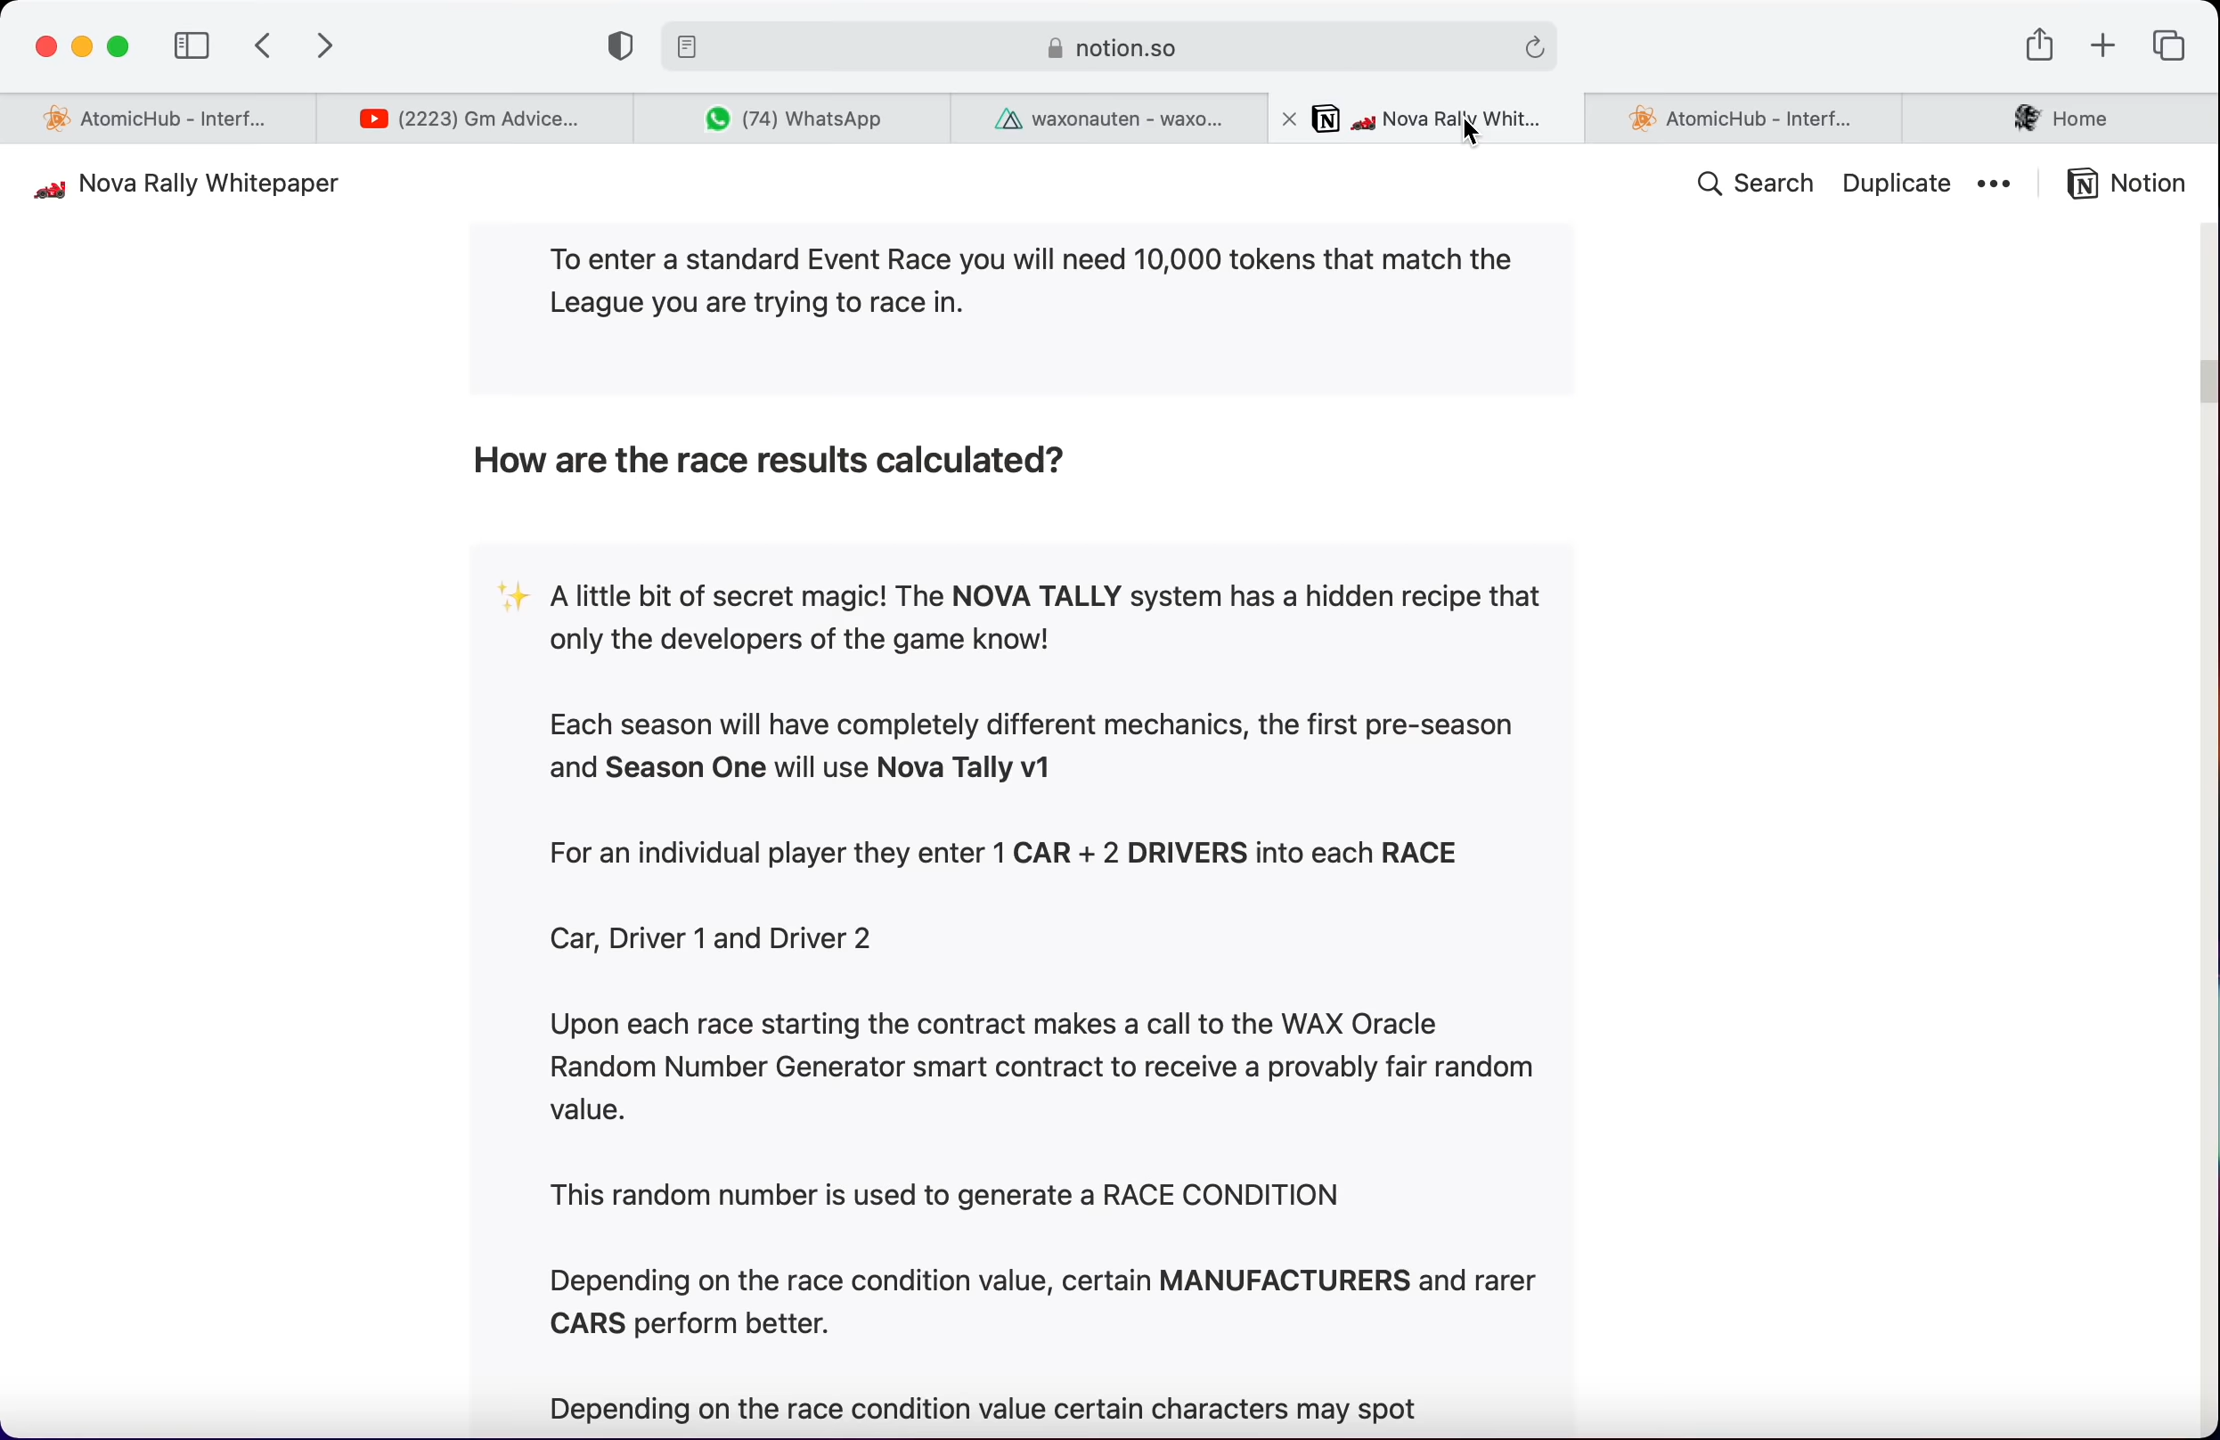 notion.so
AtomicHub - Interf...
(2223) Gm Advice...
(74) WhatsApp
waxonauten - waxo...
Nova Rally Whit...
AtomicHub - Interf...
Home
Nova Rally Whitepaper
Search
Duplicate
Notion
To enter a standard Event Race you will need 10,000 tokens that match the
League you are trying to race in.
How are the race results calculated?
A little bit of secret magic! The NOVA TALLY system has a hidden recipe that
only the developers of the game know!
Each season will have completely different mechanics, the first pre-season
and Season One will use Nova Tally v1
For an individual player they enter 1 CAR + 2 DRIVERS into each RACE
Car, Driver 1 and Driver 2
Upon each race starting the contract makes a call to the WAX Oracle
Random Number Generator smart contract to receive a provably fair random
value.
This random number is used to generate a RACE CONDITION
Depending on the race condition value, certain MANUFACTURERS and rarer
CARS perform better.
Depending on the race condition value certain characters may spot